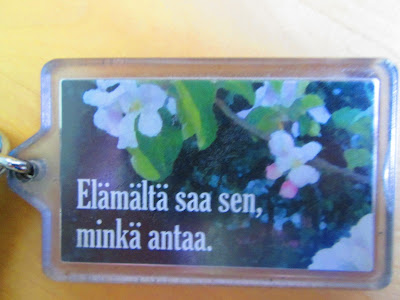 Elämältä saa sen,
minkä antaa.